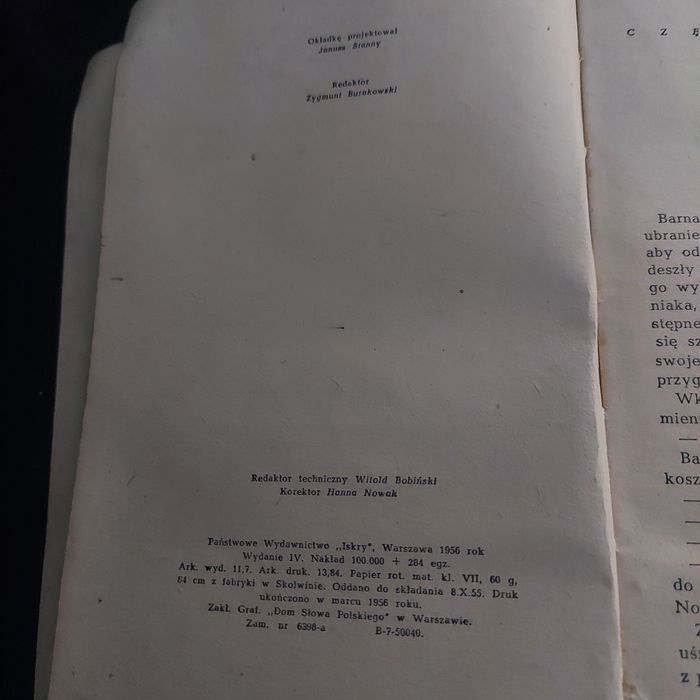 Okładkę projektował
Janusz Stanny
Redaktor
Zygmunt Burakowski
Redaktor techniczny Witold Bobiński
Korektor Hanna Nowak
Państwowe Wydawnictwo „Iskry", Warszawa 1956 rok
Wydanie IV. Nakład 100.000 + 284 egz.
Ark. wyd. 11,7. Ark. druk. 13,84. Papier rot. mat. kl. VII, 60 g,
84 cm z fabryki w Skolwinie. Oddano do składania 8.X.55. Druk
ukończono w marcu 1956 roku.
Zakł. Graf. „Dom Słowa Polskiego" w Warszawie.
Zam. nr 6398-a B-7-50040.
C Z Ę
Barna
ubranie
aby od
deszły
go wy
niaka,
stępne
się sz
swoje
przyg
Wk
mieni
—
Ba
kosz
—
—
—
—
do
No
Z
uś
z p